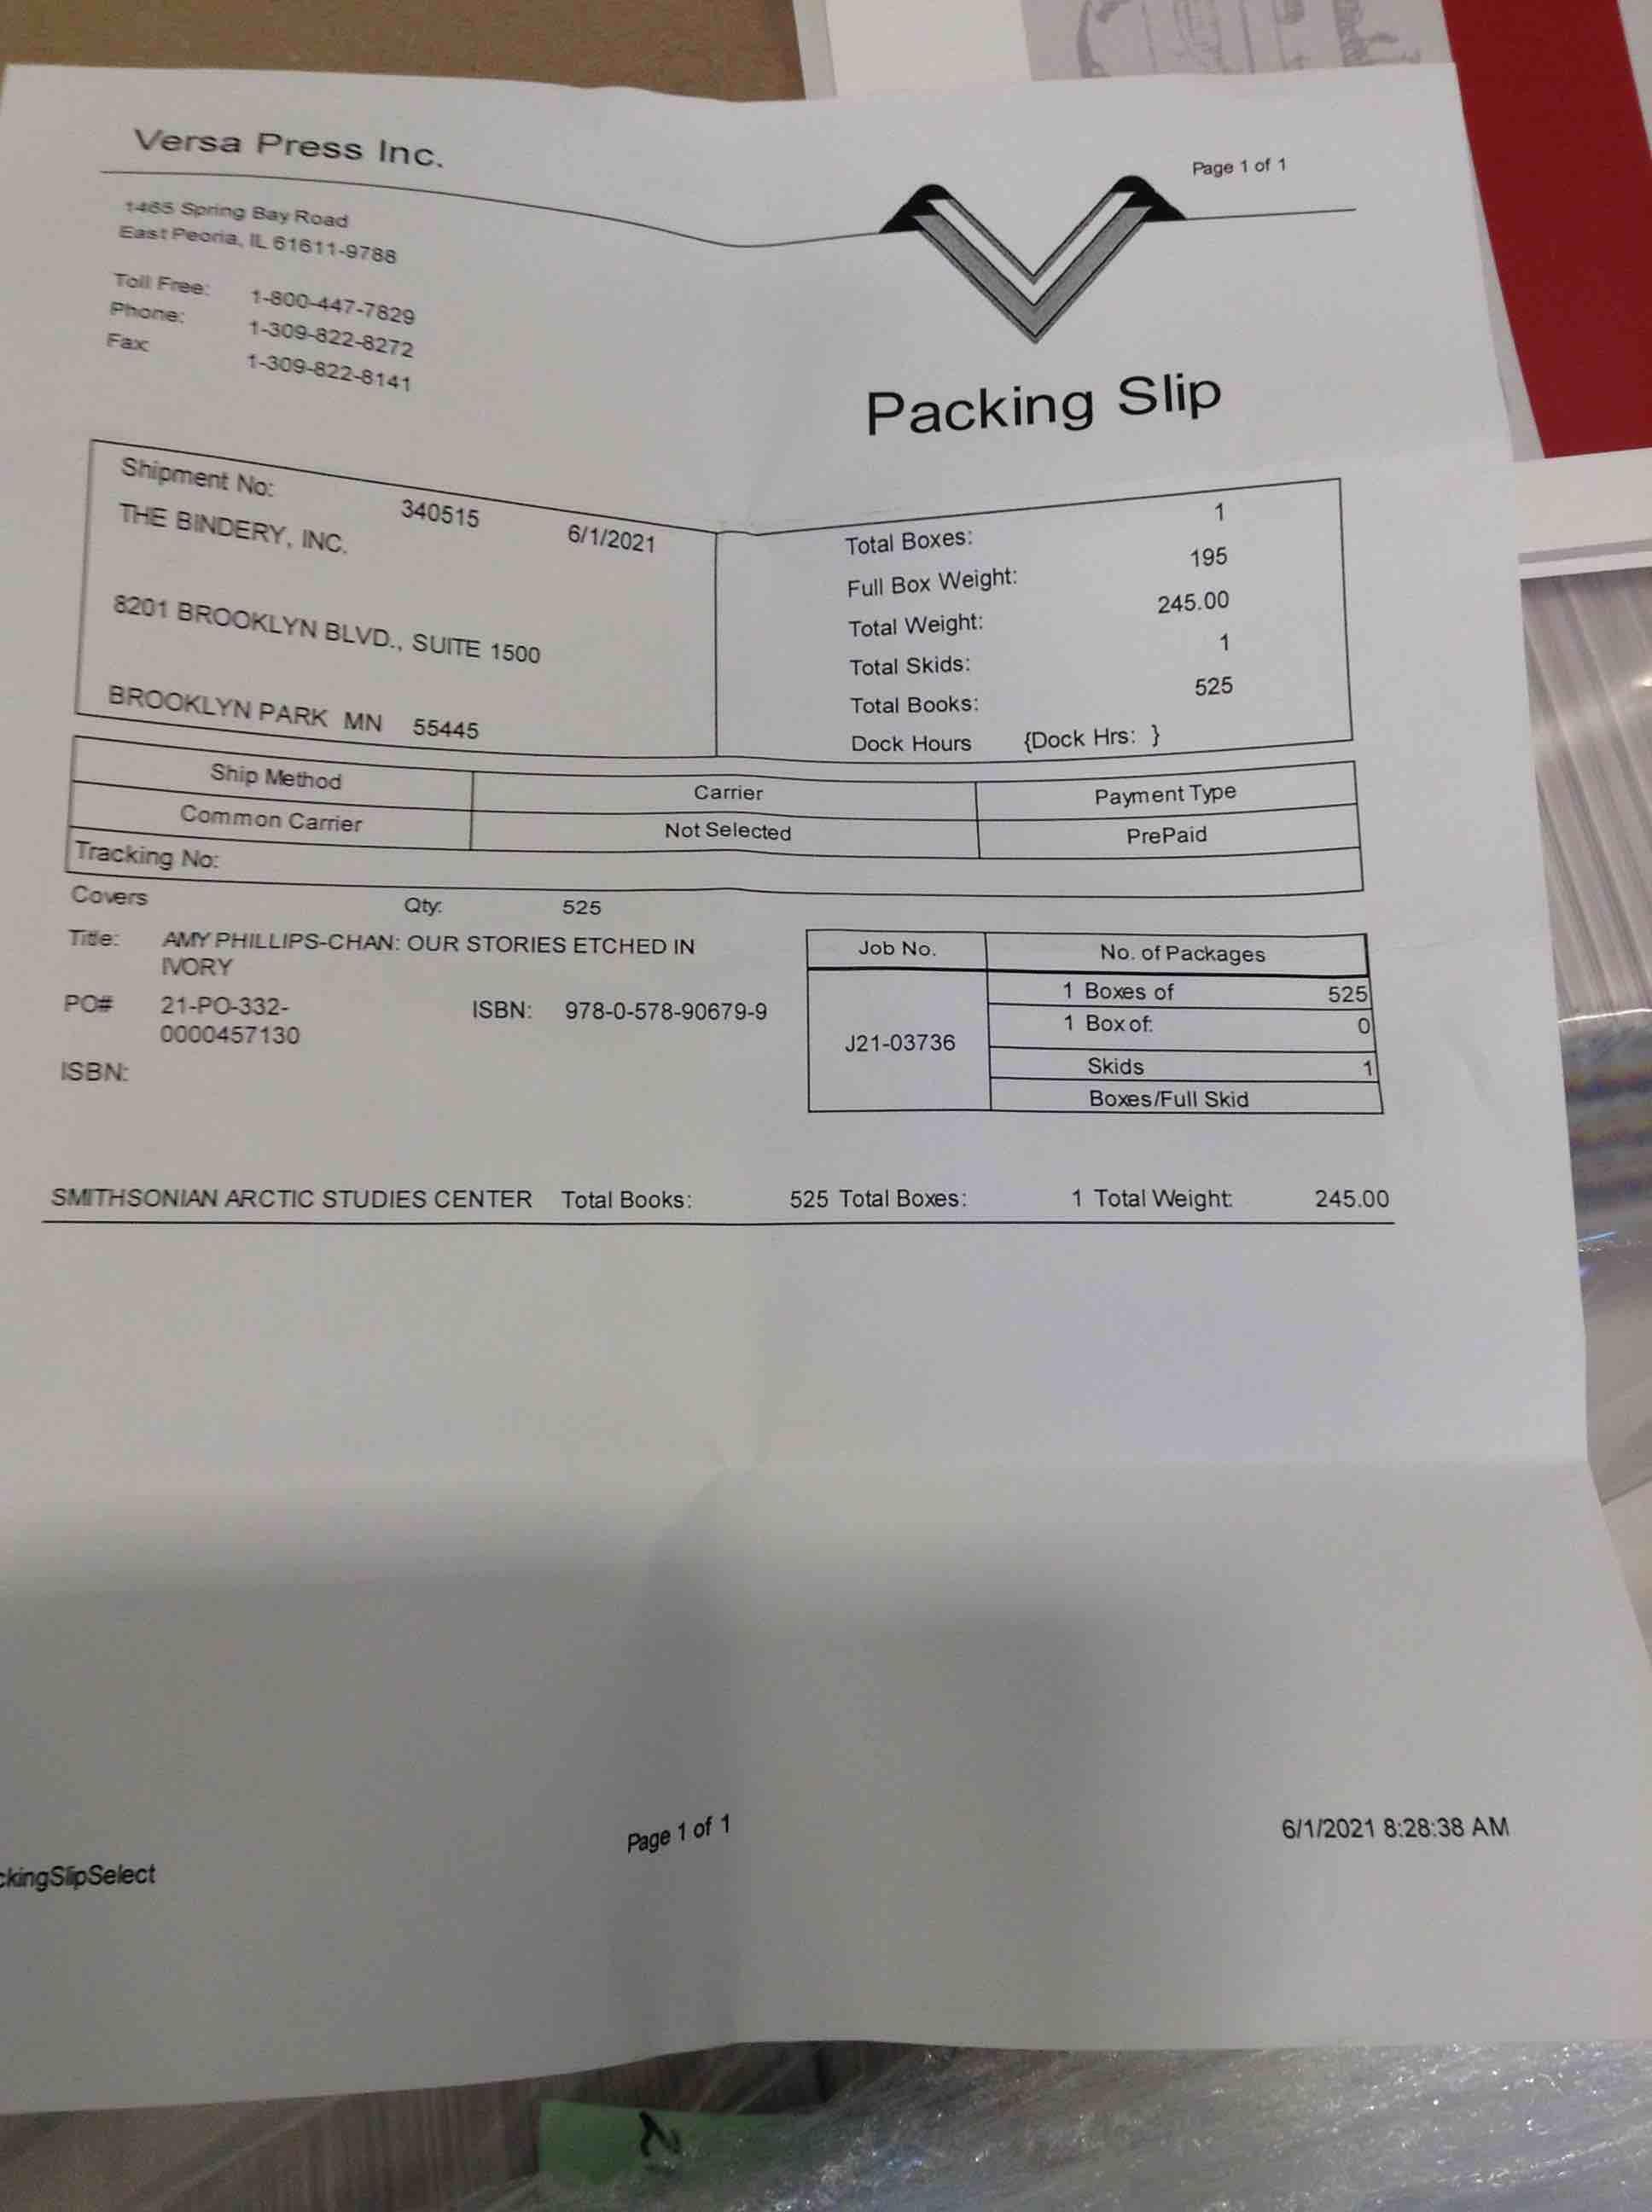 Versa Press Inc.
Page 1 of 1
1465 Spring Bay Road
East Peoria, IL 61611-9788
Toll Free: 1-800-447-7829
Phone: 1-309-822-8272
Fax: 1-309-822-8141
Packing Slip
Shipment No: 340515 6/1/2021
THE BINDERY, INC.
8201 BROOKLYN BLVD., SUITE 1500
BROOKLYN PARK MN 55445
Total Boxes: 1
Full Box Weight: 195
Total Weight: 245.00
Total Skids: 1
Total Books: 525
Dock Hours {Dock Hrs: }
Ship Method Carrier Payment Type
Common Carrier Not Selected PrePaid
Tracking No:
Covers Qty: 525
Title: AMY PHILLIPS-CHAN: OUR STORIES ETCHED IN
IVORY
PO# 21-PO-332- ISBN: 978-0-578-90679-9
0000457130
ISBN:
Job No. No. of Packages
J21-03736
1 Boxes of 525
1 Box of: 0
Skids 1
Boxes/Full Skid
SMITHSONIAN ARCTIC STUDIES CENTER Total Books: 525 Total Boxes: 1 Total Weight: 245.00
Page 1 of 1
6/1/2021 8:28:38 AM
ckingSlipSelect